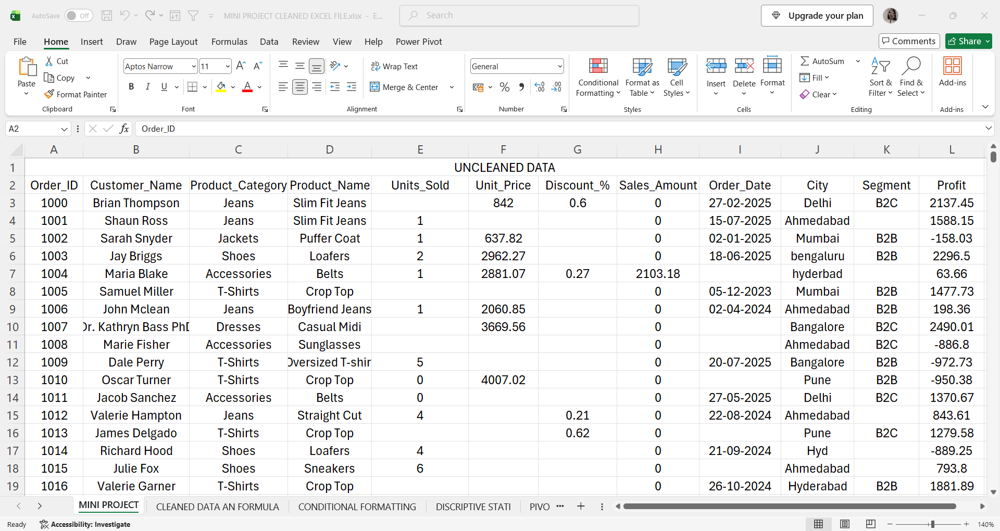 AutoSave Off MINI PROJECT CLEANED EXCEL FILE.xlsx - E... Search Upgrade your plan
File Home Insert Draw Page Layout Formulas Data Review View Help Power Pivot Comments Share
Paste Cut Copy Format Painter Clipboard
Aptos Narrow 11 B I U A Font
Wrap Text Merge & Center Alignment
General % Number
Conditional Formatting Format as Table Cell Styles Styles
Insert Delete Format Cells
AutoSum Fill Clear Sort & Filter Find & Select Editing
Add-ins Add-ins
A2 fx Order_ID
A B C D E F G H I J K L
1 UNCLEANED DATA
2 Order_ID Customer_Name Product_Category Product_Name Units_Sold Unit_Price Discount_% Sales_Amount Order_Date City Segment Profit
3 1000 Brian Thompson Jeans Slim Fit Jeans 842 0.6 0 27-02-2025 Delhi B2C 2137.45
4 1001 Shaun Ross Jeans Slim Fit Jeans 1 0 15-07-2025 Ahmedabad 1588.15
5 1002 Sarah Snyder Jackets Puffer Coat 1 637.82 0 02-01-2025 Mumbai B2B -158.03
6 1003 Jay Briggs Shoes Loafers 2 2962.27 0 18-06-2025 bengaluru B2B 2296.5
7 1004 Maria Blake Accessories Belts 1 2881.07 0.27 2103.18 hyderbad 63.66
8 1005 Samuel Miller T-Shirts Crop Top 0 05-12-2023 Mumbai B2B 1477.73
9 1006 John Mclean Jeans Boyfriend Jeans 1 2060.85 0 02-04-2024 Ahmedabad B2B 198.36
10 1007 Dr. Kathryn Bass PhD Dresses Casual Midi 3669.56 0 Bangalore B2C 2490.01
11 1008 Marie Fisher Accessories Sunglasses 0 Ahmedabad B2C -886.8
12 1009 Dale Perry T-Shirts Oversized T-shir 5 0 20-07-2025 Bangalore B2B -972.73
13 1010 Oscar Turner T-Shirts Crop Top 0 4007.02 0 Pune B2B -950.38
14 1011 Jacob Sanchez Accessories Belts 0 0 27-05-2025 Delhi B2C 1370.67
15 1012 Valerie Hampton Jeans Straight Cut 4 0.21 0 22-08-2024 Ahmedabad 843.61
16 1013 James Delgado T-Shirts Crop Top 0.62 0 Pune B2C 1279.58
17 1014 Richard Hood Shoes Loafers 4 0 21-09-2024 Hyd -889.25
18 1015 Julie Fox Shoes Sneakers 6 0 Ahmedabad 793.8
19 1016 Valerie Garner T-Shirts Crop Top 0 26-10-2024 Hyderabad B2B 1881.89
MINI PROJECT CLEANED DATA AN FORMULA CONDITIONAL FORMATTING DISCRIPTIVE STATI PIVO ...
Ready Accessibility: Investigate 140%